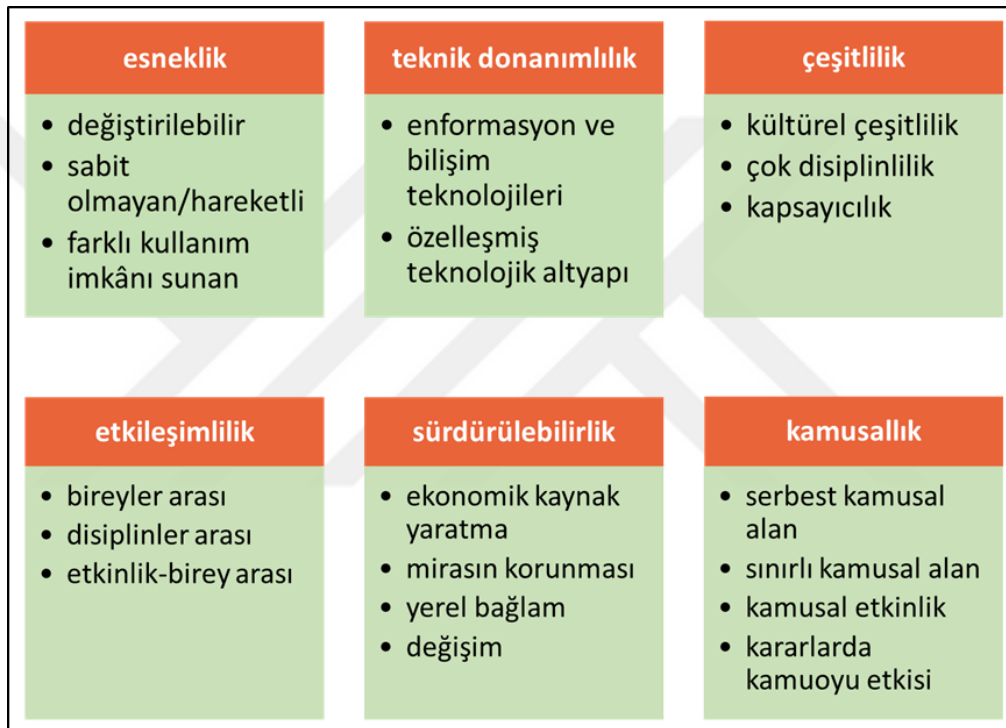 esneklik
• değiştirilebilir
• sabit
olmayan/hareketli
• farklı kullanım
imkânı sunan
teknik donanımlılık
• enformasyon ve
bilişim
teknolojileri
• özelleşmiş
teknolojik altyapı
çeşitlilik
• kültürel çeşitlilik
• çok disiplinlilik
• kapsayıcılık
etkileşimlilik
• bireyler arası
• disiplinler arası
• etkinlik-birey arası
sürdürülebilirlik
• ekonomik kaynak
yaratma
• mirasın korunması
• yerel bağlam
• değişim
kamusallık
• serbest kamusal
alan
• sınırlı kamusal alan
• kamusal etkinlik
• kararlarda
kamuoyu etkisi